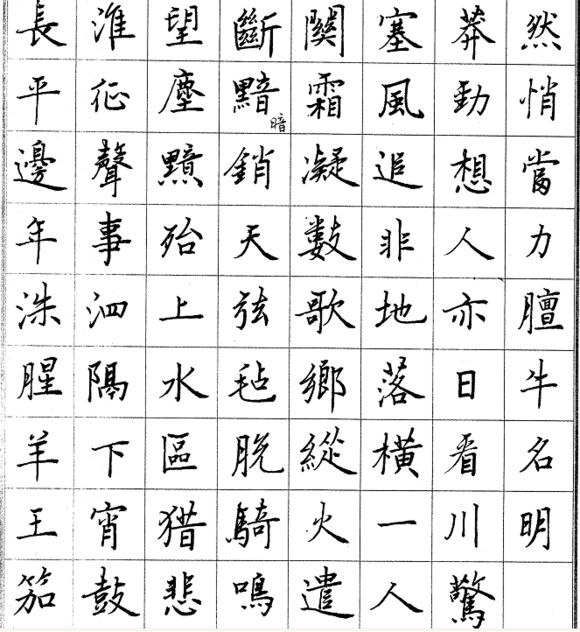 長淮望斷關塞莽然
平征塵黯霜風勁悄
暗
邊聲黯銷凝追想當
年事殆天數非人力
洙泗上弦歌地亦膻
腥隔水毡鄉落日牛
羊下區脫縱橫看名
王宵猎騎火一川明
笳鼓悲鳴遣人驚